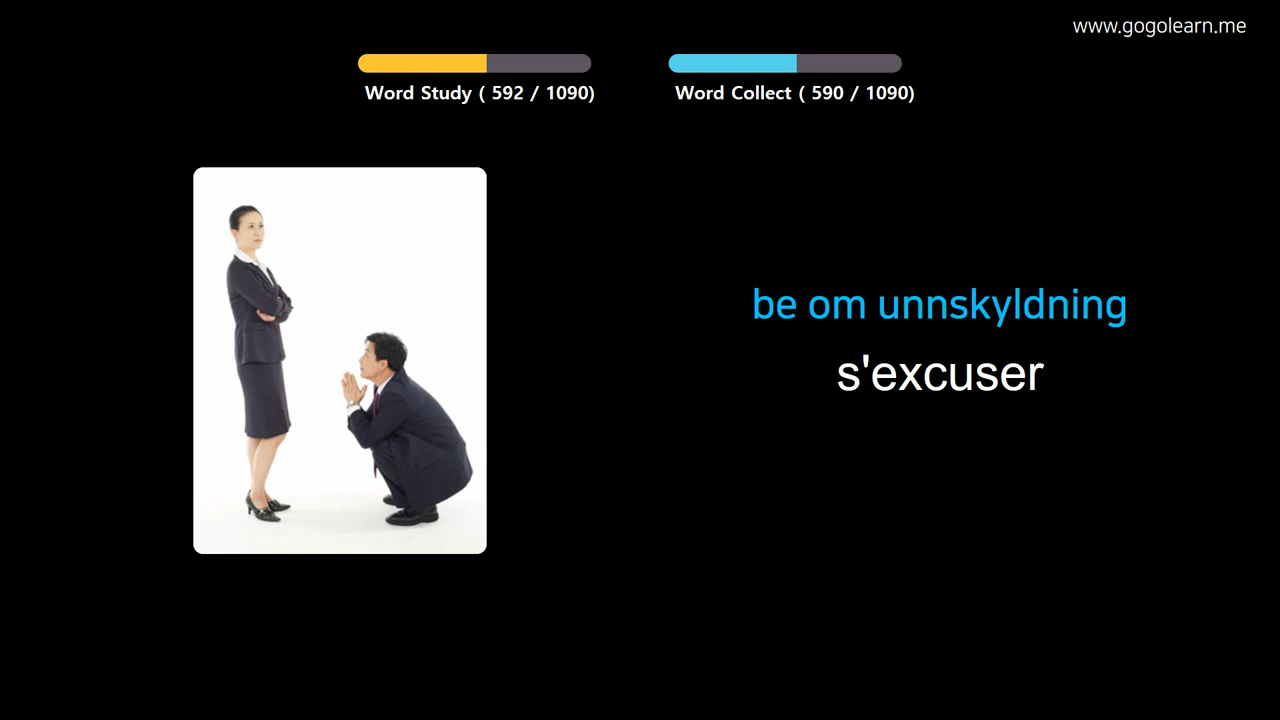 www.gogolearn.me
Word Study ( 592 / 1090)
Word Collect ( 590 / 1090)
be om unnskyldning
s'excuser